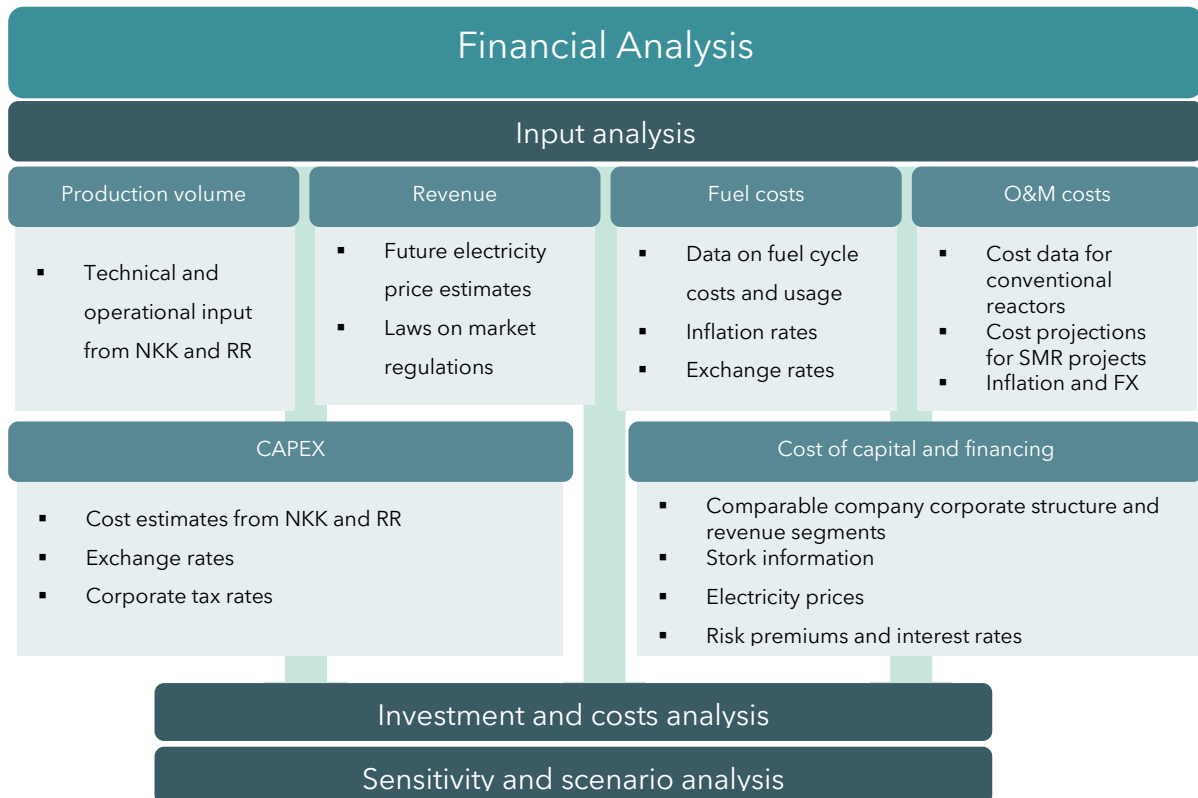 Financial Analysis
Input analysis
Production volume
▪ Technical and
operational input
from NKK and RR
Revenue
▪ Future electricity
price estimates
▪ Laws on market
regulations
Fuel costs
▪ Data on fuel cycle
costs and usage
▪ Inflation rates
▪ Exchange rates
O&M costs
▪ Cost data for
conventional
reactors
▪ Cost projections
for SMR projects
▪ Inflation and FX
CAPEX
▪ Cost estimates from NKK and RR
▪ Exchange rates
▪ Corporate tax rates
Cost of capital and financing
▪ Comparable company corporate structure and
revenue segments
▪ Stork information
▪ Electricity prices
▪ Risk premiums and interest rates
Investment and costs analysis
Sensitivity and scenario analysis